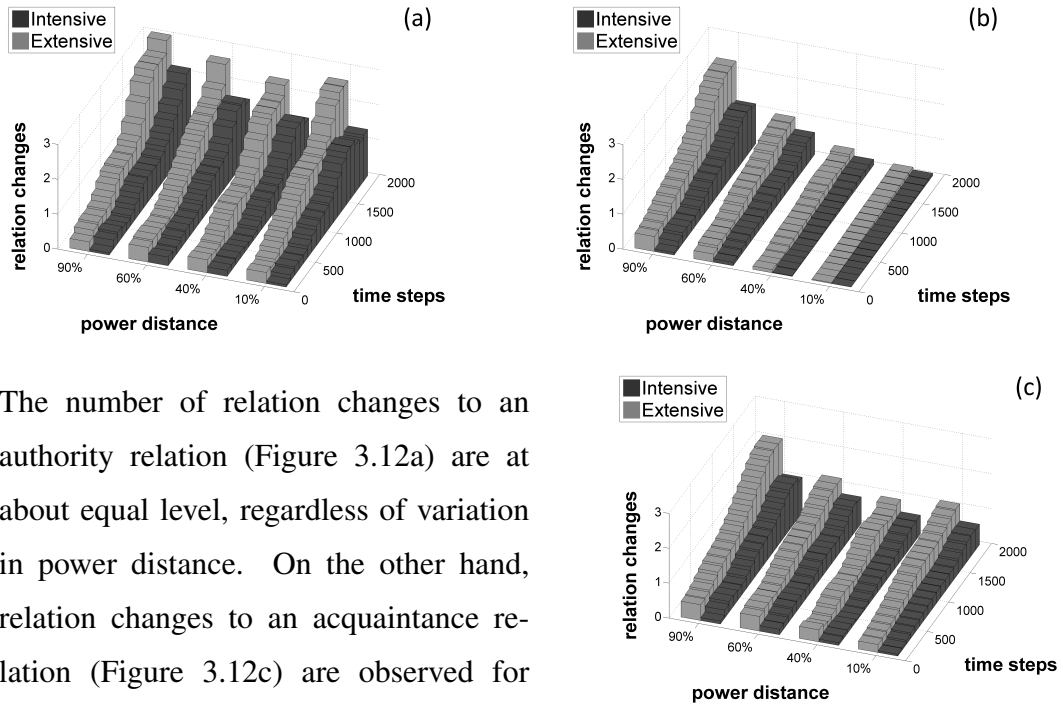 Intensive
Extensive
(a)
relation changes
3
2
1
0
90%
60%
40%
10%
power distance
0
500
1000
1500
2000
time steps
Intensive
Extensive
(b)
relation changes
3
2
1
0
90%
60%
40%
10%
power distance
0
500
1000
1500
2000
time steps
The number of relation changes to an
authority relation (Figure 3.12a) are at
about equal level, regardless of variation
in power distance. On the other hand,
relation changes to an acquaintance re-
lation (Figure 3.12c) are observed for
Intensive
Extensive
(c)
relation changes
3
2
1
0
90%
60%
40%
10%
power distance
0
500
1000
1500
2000
time steps